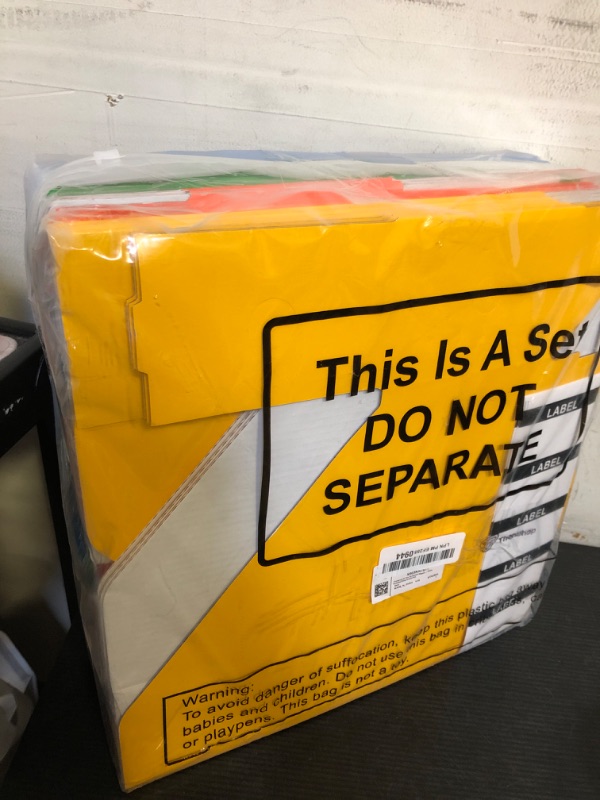 This Is A Set
DO NOT
SEPARATE
LABEL
LABEL
LABEL
LABEL
Warning:
To avoid danger of suffocation, keep this plastic bag away
babies and children. Do not use this bag in
or playpens. This bag is not a toy.